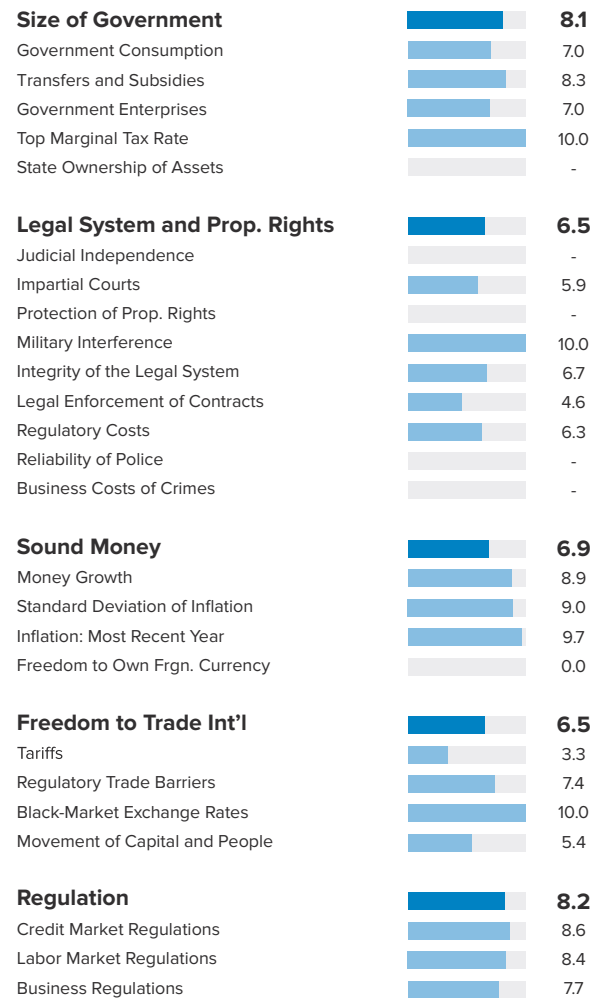 Size of Government 8.1
Government Consumption 7.0
Transfers and Subsidies 8.3
Government Enterprises 7.0
Top Marginal Tax Rate 10.0
State Ownership of Assets -
Legal System and Prop. Rights 6.5
Judicial Independence -
Impartial Courts 5.9
Protection of Prop. Rights -
Military Interference 10.0
Integrity of the Legal System 6.7
Legal Enforcement of Contracts 4.6
Regulatory Costs 6.3
Reliability of Police -
Business Costs of Crimes -
Sound Money 6.9
Money Growth 8.9
Standard Deviation of Inflation 9.0
Inflation: Most Recent Year 9.7
Freedom to Own Frgn. Currency 0.0
Freedom to Trade Int’l 6.5
Tariffs 3.3
Regulatory Trade Barriers 7.4
Black-Market Exchange Rates 10.0
Movement of Capital and People 5.4
Regulation 8.2
Credit Market Regulations 8.6
Labor Market Regulations 8.4
Business Regulations 7.7